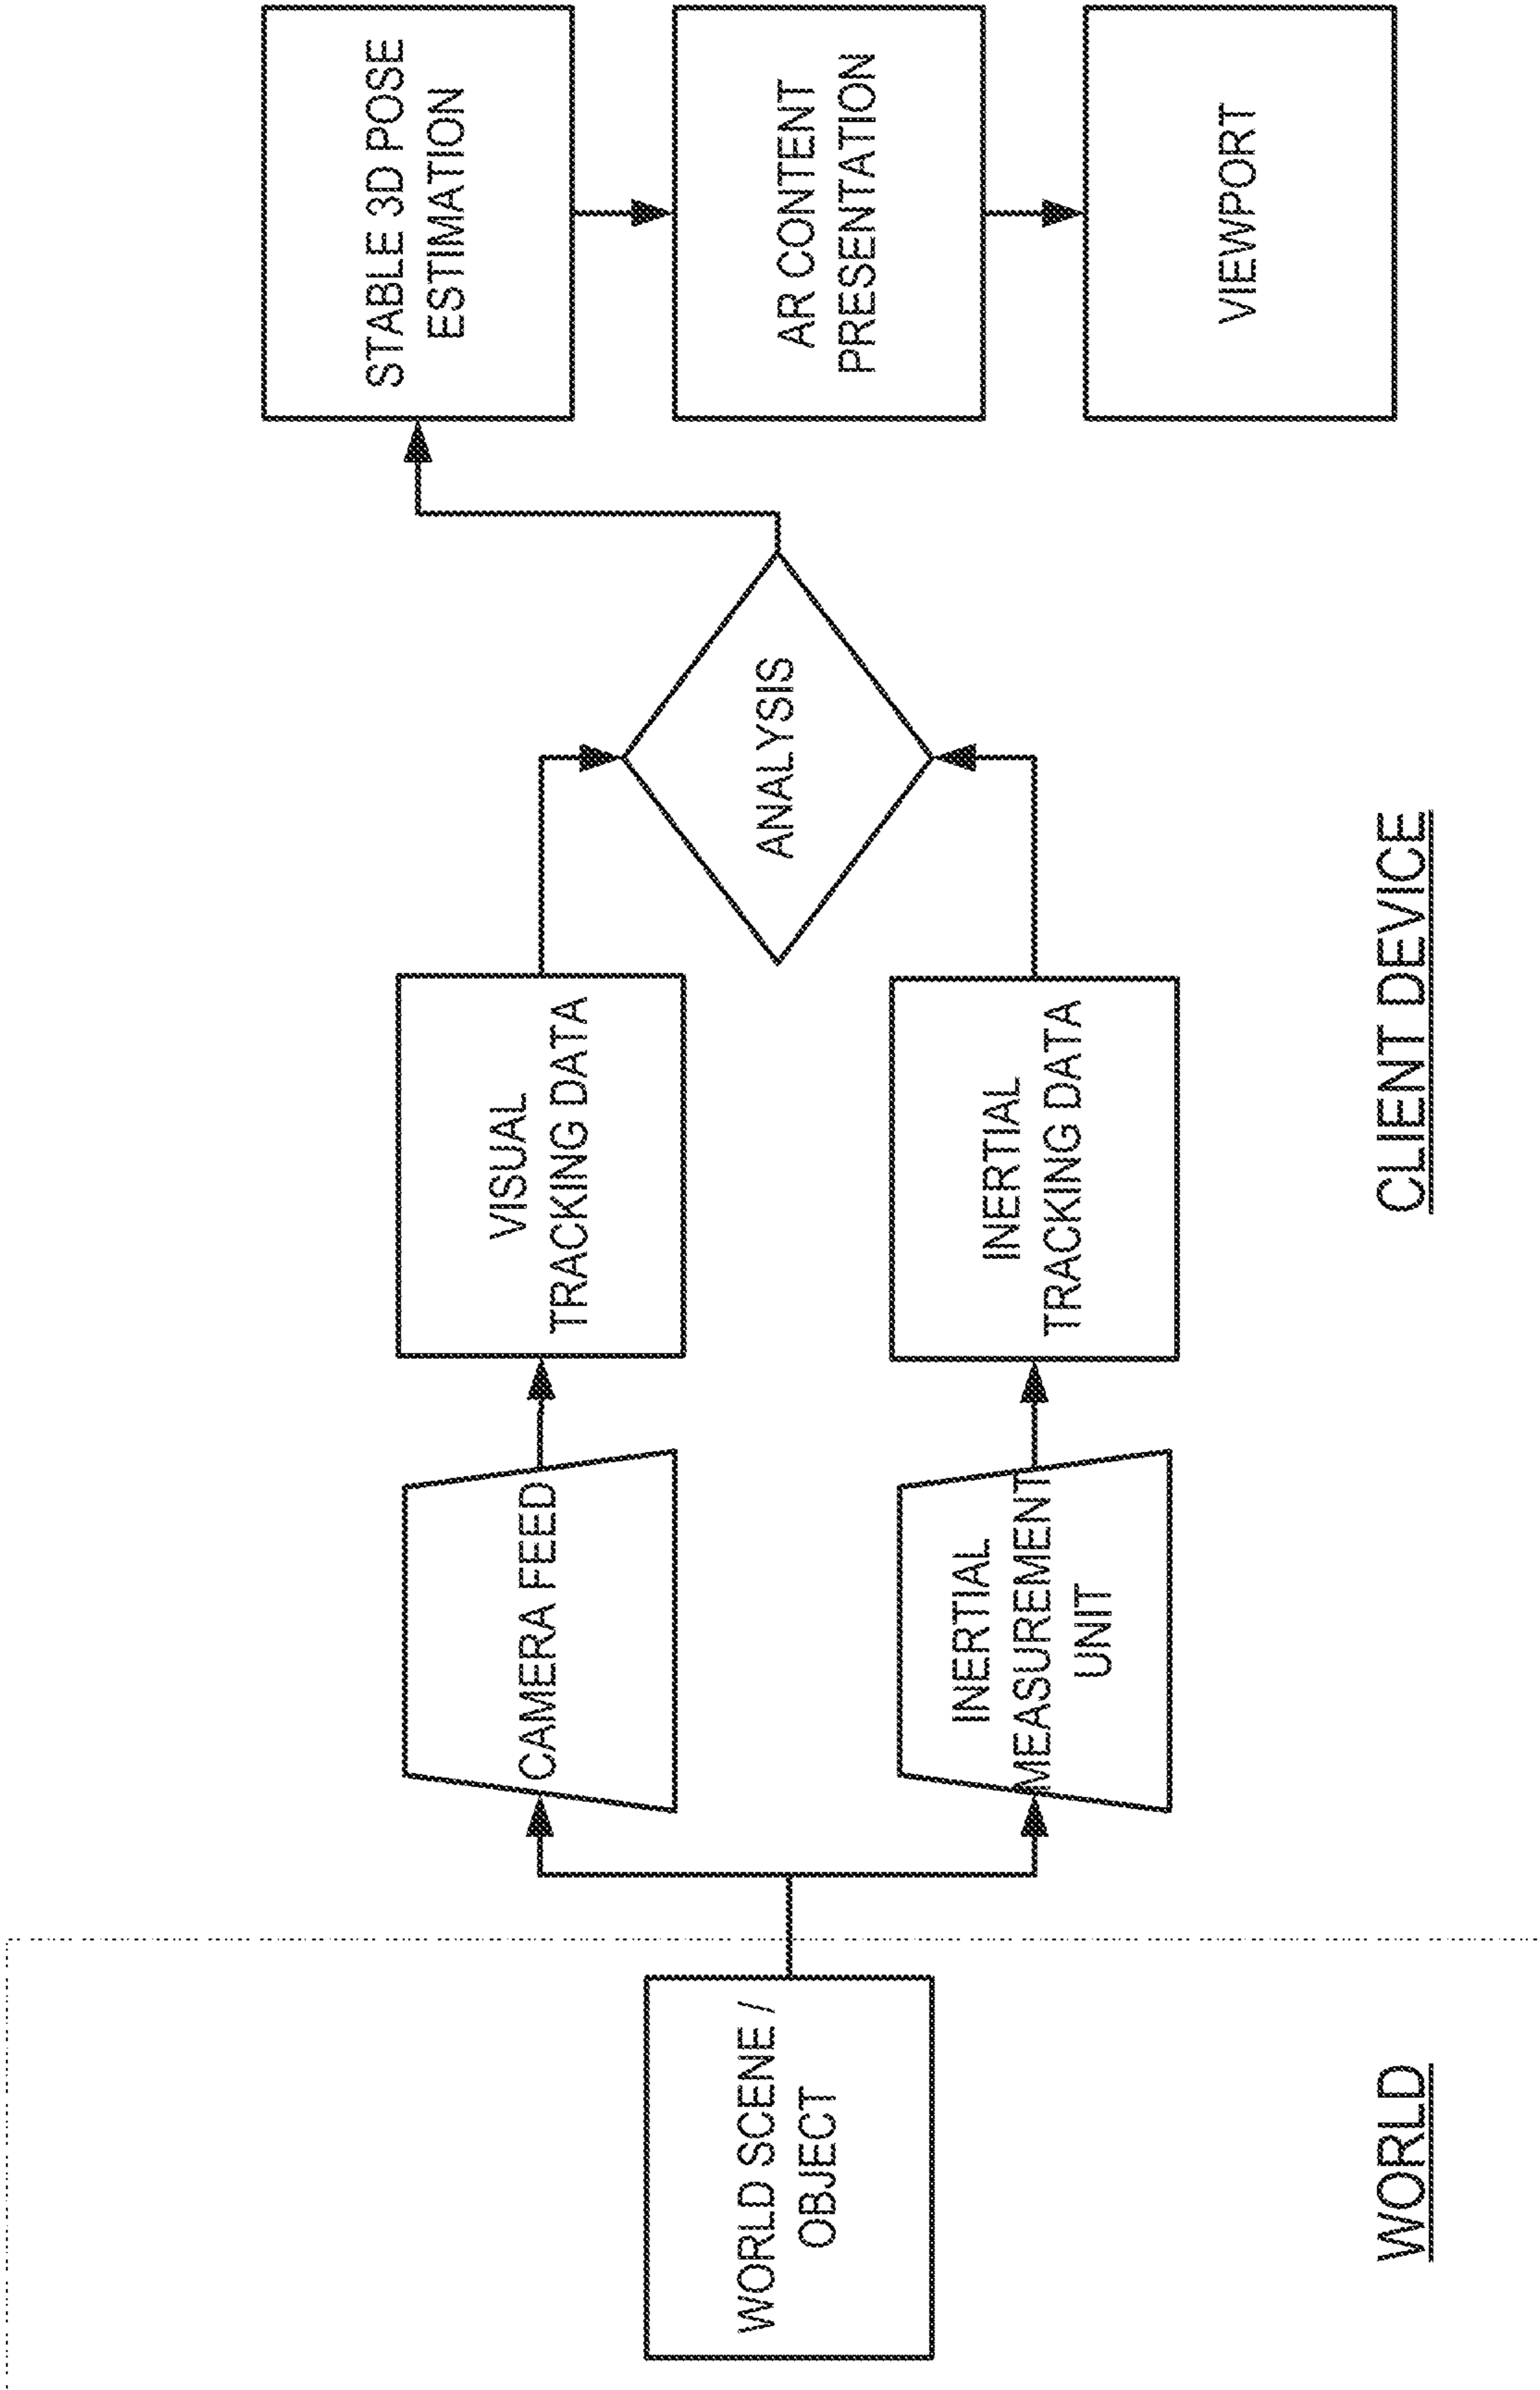 WORLD SCENE /
OBJECT
CAMERA FEED
INERTIAL
MEASUREMENT
UNIT
VISUAL
TRACKING DATA
INERTIAL
TRACKING DATA
ANALYSIS
STABLE 3D POSE
ESTIMATION
AR CONTENT
PRESENTATION
VIEWPORT
WORLD
CLIENT DEVICE